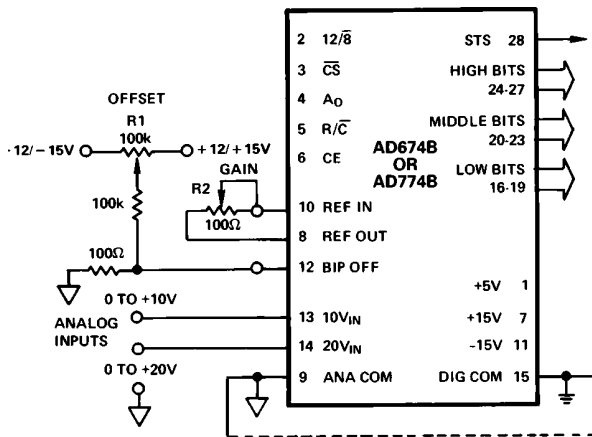 2 12/8̅ STS 28
3 C̅S̅ HIGH BITS
24-27
4 A₀
OFFSET
R1
100k
5 R/C̅ MIDDLE BITS
20-23
-12/-15V +12/+15V
6 CE AD674B
OR
AD774B
LOW BITS
16-19
GAIN
R2
100Ω
100k
10 REF IN
8 REF OUT
100Ω
12 BIP OFF
+5V 1
0 TO +10V
ANALOG
INPUTS
13 10V_IN +15V 7
14 20V_IN -15V 11
0 TO +20V
9 ANA COM DIG COM 15